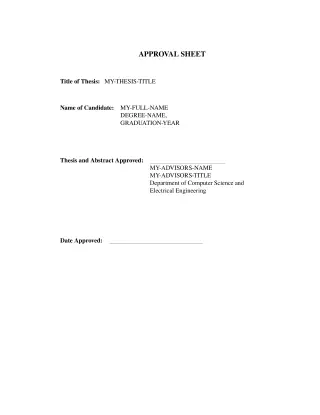 APPROVAL SHEET
Title of Thesis: MY-THESIS-TITLE
Name of Candidate: MY-FULL-NAME
DEGREE-NAME,
GRADUATION-YEAR
Thesis and Abstract Approved:
MY-ADVISORS-NAME
MY-ADVISORS-TITLE
Department of Computer Science and
Electrical Engineering
Date Approved: